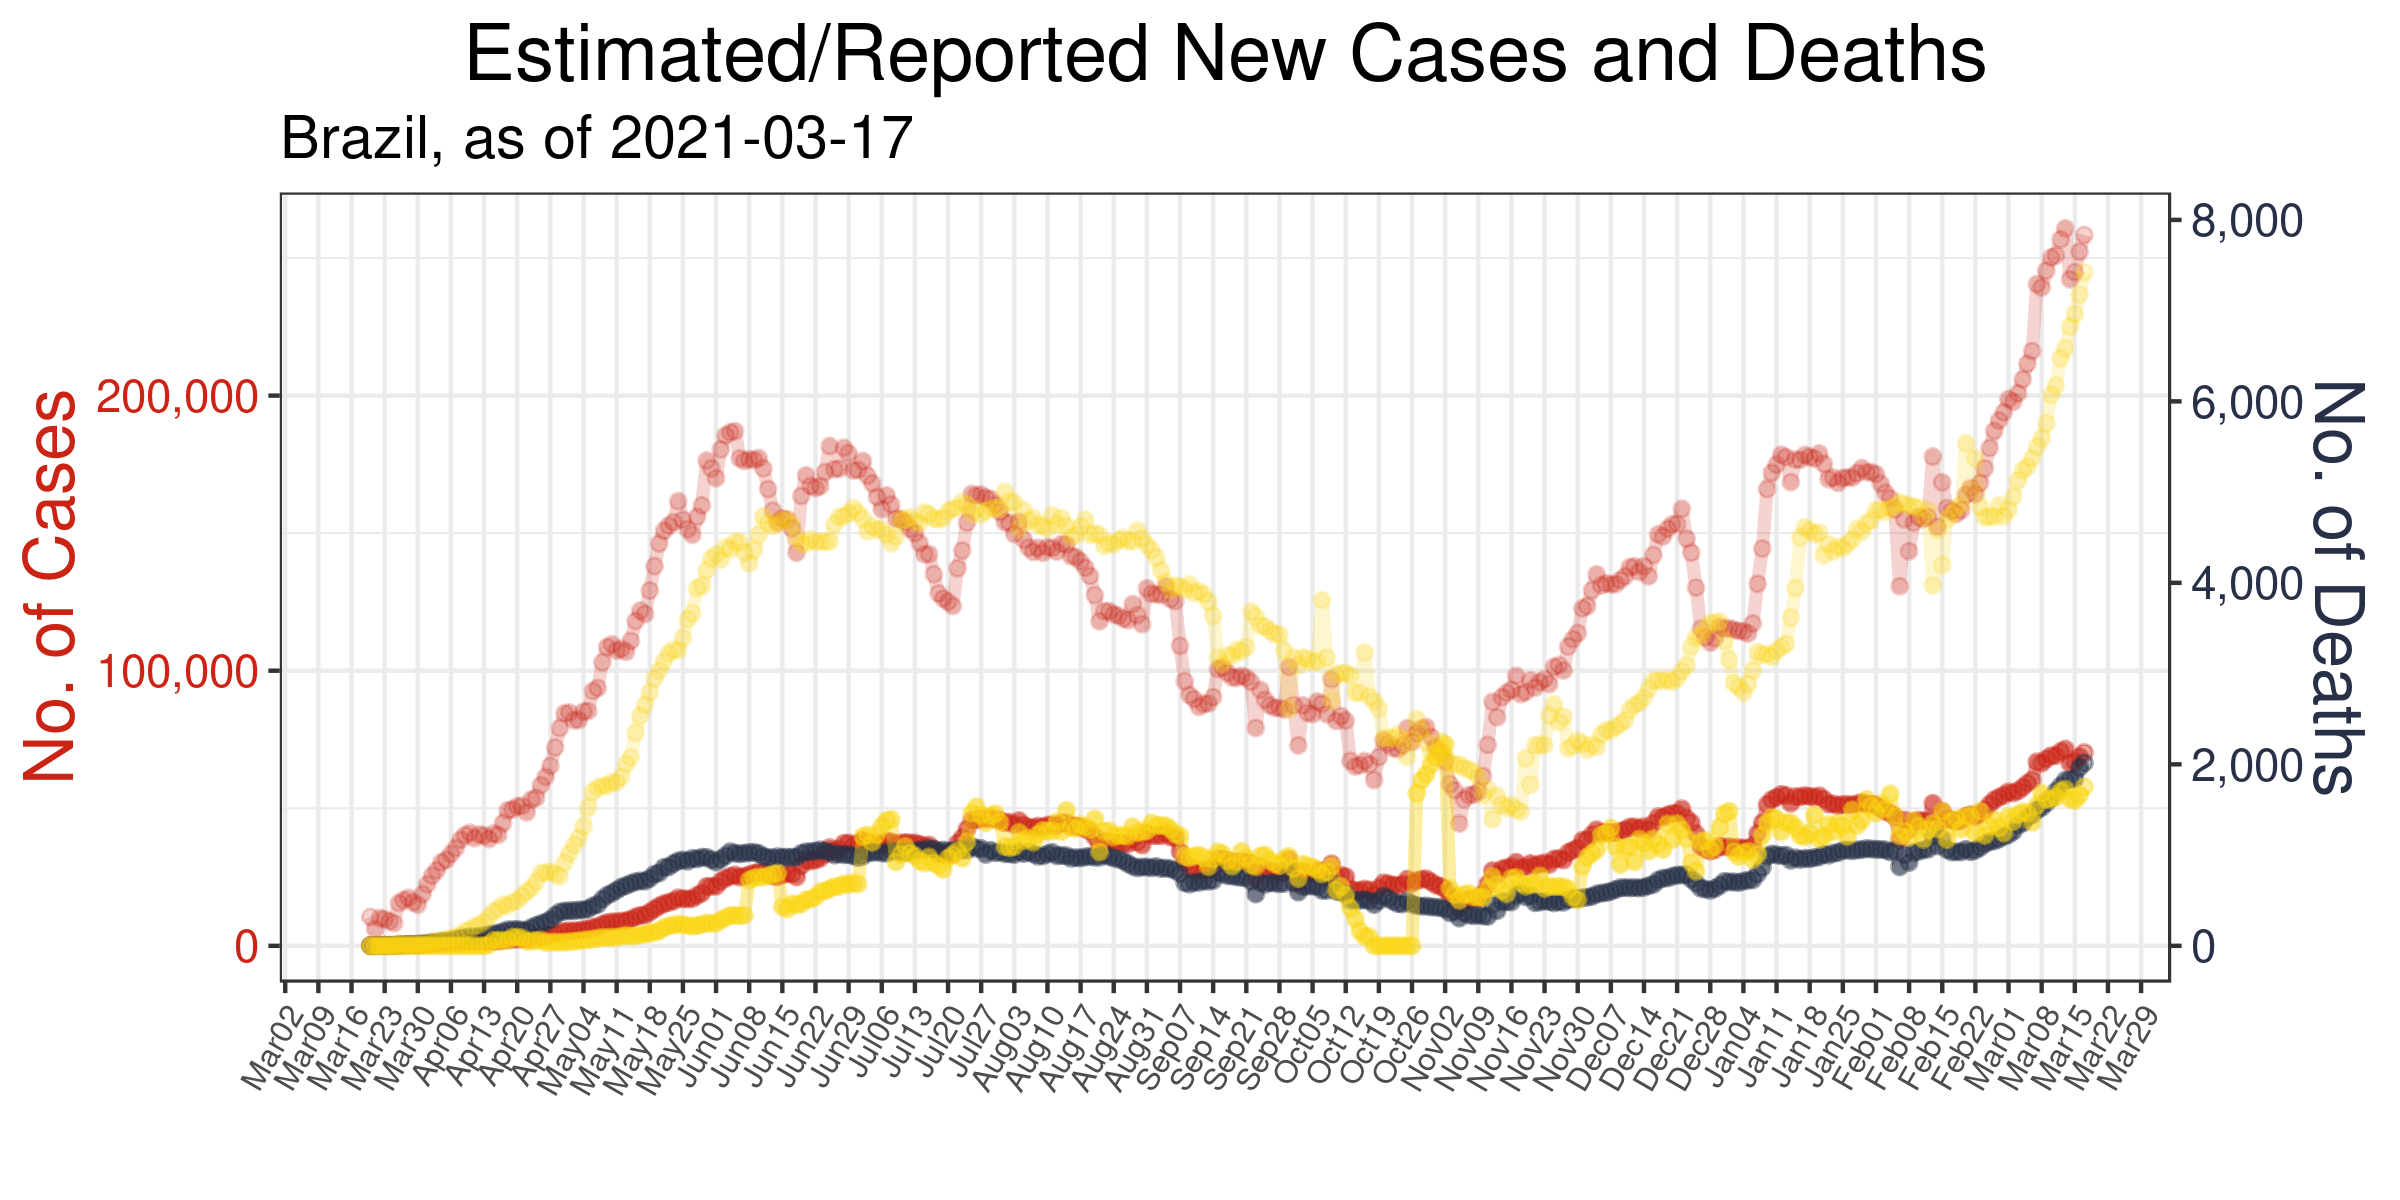 Estimated/Reported New Cases and Deaths
Brazil, as of 2021-03-17
No. of Cases
200,000
100,000
0
8,000
6,000
4,000
2,000
0
No. of Deaths
Mar02
Mar09
Mar16
Mar23
Mar30
Apr06
Apr13
Apr20
Apr27
May04
May11
May18
May25
Jun01
Jun08
Jun15
Jun22
Jun29
Jul06
Jul13
Jul20
Jul27
Aug03
Aug10
Aug17
Aug24
Aug31
Sep07
Sep14
Sep21
Sep28
Oct05
Oct12
Oct19
Oct26
Nov02
Nov09
Nov16
Nov23
Nov30
Dec07
Dec14
Dec21
Dec28
Jan04
Jan11
Jan18
Jan25
Feb01
Feb08
Feb15
Feb22
Mar01
Mar08
Mar15
Mar22
Mar29